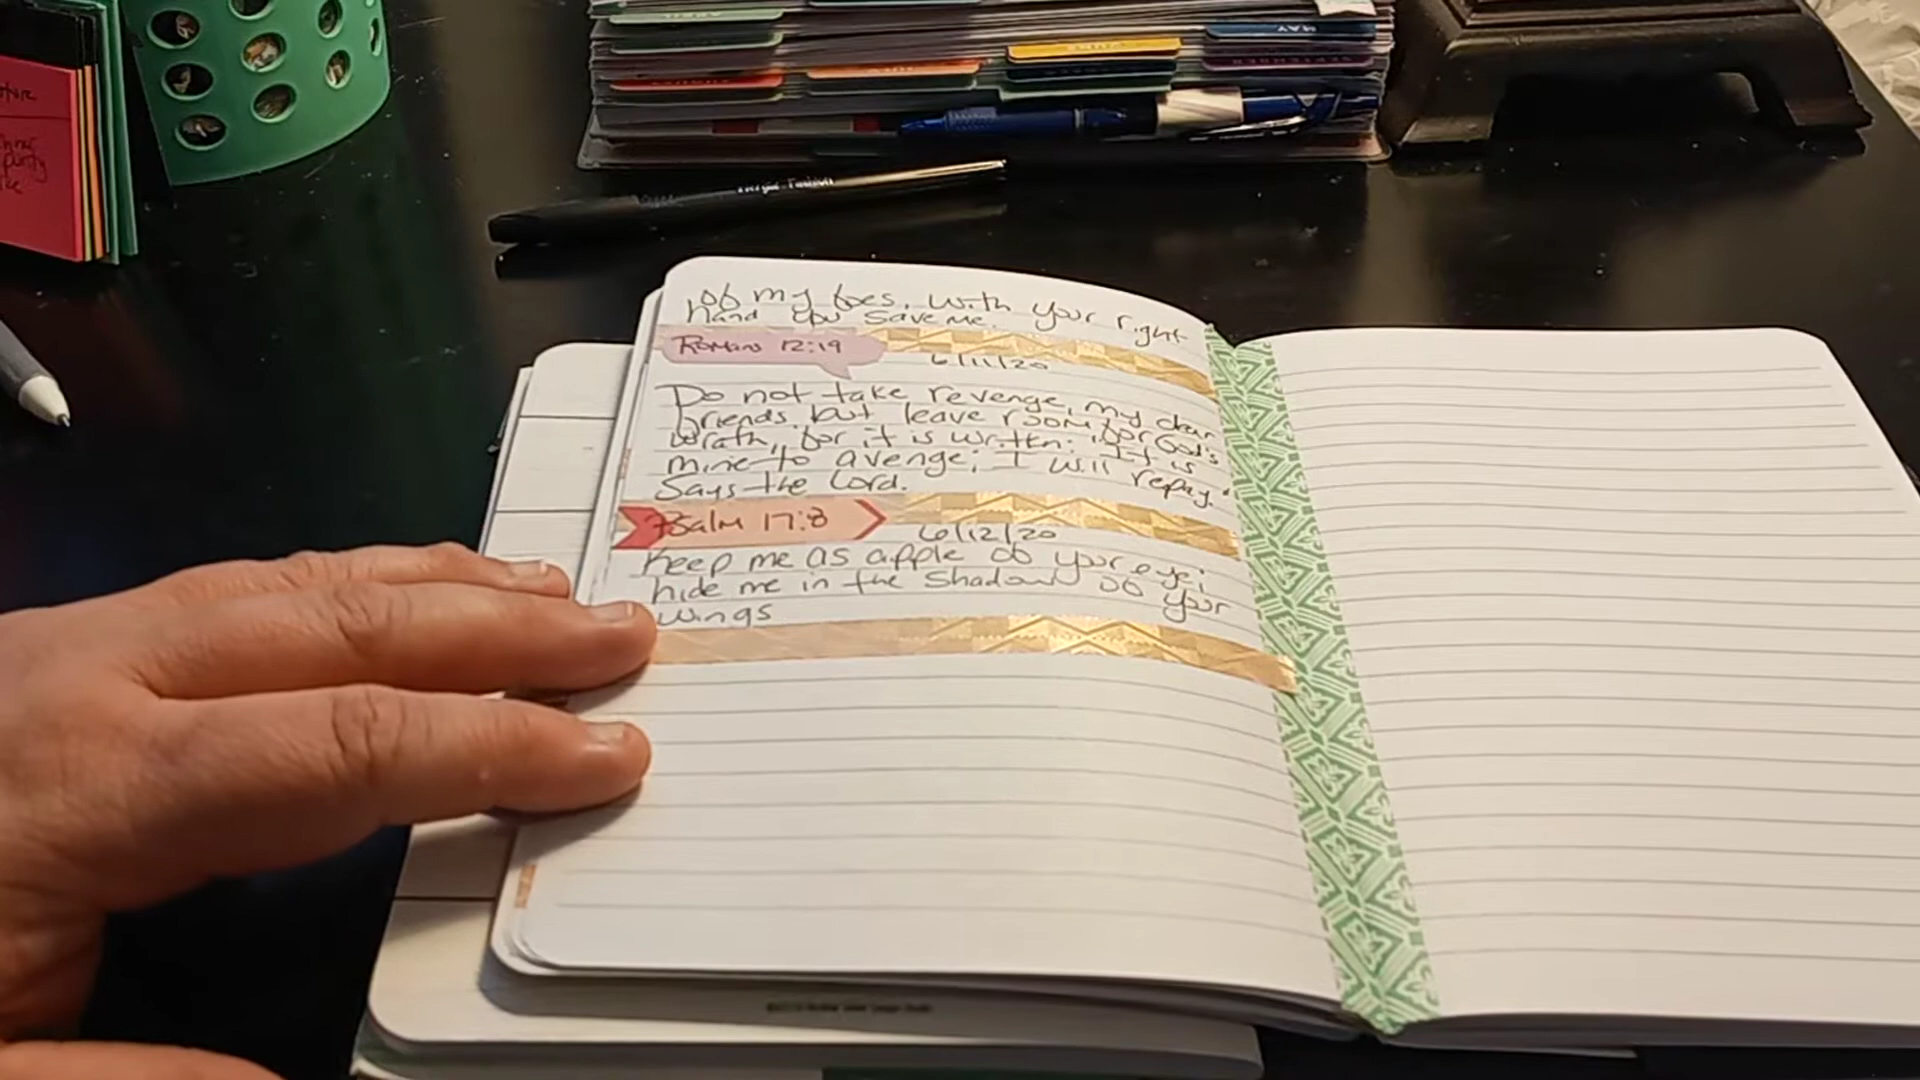 of my foes. With your right
hand you save me.
Romans 12:19
6/11/20
Do not take revenge, my dear
friends, but leave room for God's
wrath, for it is written: "It is
mine to avenge; I will repay."
Says the Lord.
Psalm 17:8
6/12/20
Keep me as apple of your eye;
hide me in the shadow of your
wings
MAY
JUNE
SEPTEMBER